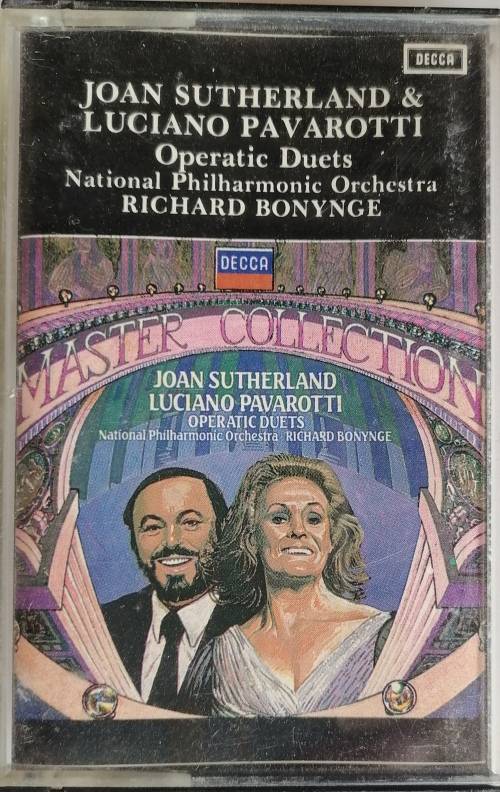 DECCA
JOAN SUTHERLAND &
LUCIANO PAVAROTTI
Operatic Duets
National Philharmonic Orchestra
RICHARD BONYNGE
DECCA
MASTER COLLECTION
JOAN SUTHERLAND
LUCIANO PAVAROTTI
OPERATIC DUETS
National Philharmonic Orchestra RICHARD BONYNGE